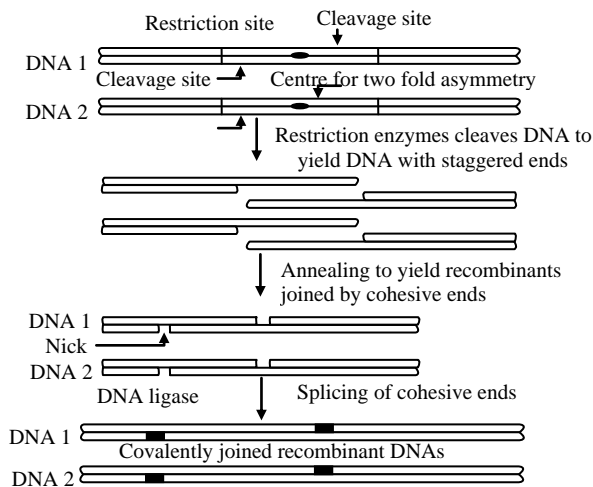 Cleavage site
Restriction site
DNA 1
Cleavage site
Centre for two fold asymmetry
DNA 2
Restriction enzymes cleaves DNA to
yield DNA with staggered ends
Annealing to yield recombinants
joined by cohesive ends
DNA 1
Nick
DNA 2
DNA ligase
Splicing of cohesive ends
DNA 1
Covalently joined recombinant DNAs
DNA 2